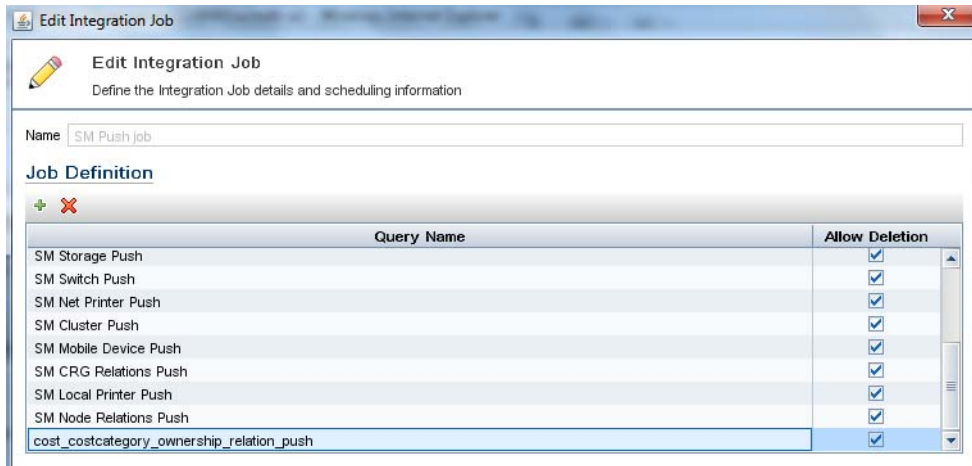 Edit Integration Job
Edit Integration Job
Define the Integration Job details and scheduling information
Name SM Push job
Job Definition
Query Name Allow Deletion
SM Storage Push
SM Switch Push
SM Net Printer Push
SM Cluster Push
SM Mobile Device Push
SM CRG Relations Push
SM Local Printer Push
SM Node Relations Push
cost_costcategory_ownership_relation_push